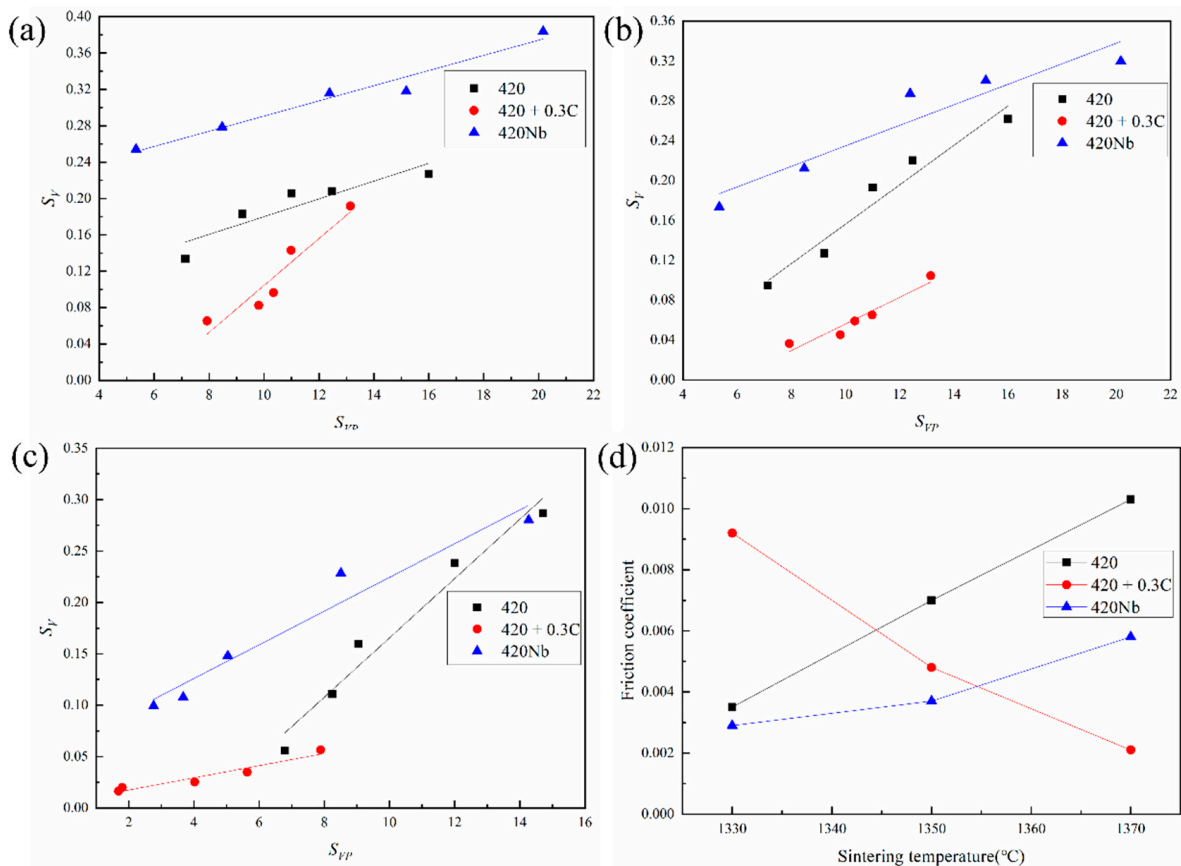 (a)
0.40
0.36
0.32
0.28
0.24
0.20
0.16
0.12
0.08
0.04
0.00
S_V
420
420 + 0.3C
420Nb
4 6 8 10 12 14 16 18 20 22
S_VP
(b)
0.36
0.32
0.28
0.24
0.20
0.16
0.12
0.08
0.04
0.00
S_V
420
420 + 0.3C
420Nb
4 6 8 10 12 14 16 18 20 22
S_VP
(c)
0.35
0.30
0.25
0.20
0.15
0.10
0.05
0.00
S_V
420
420 + 0.3C
420Nb
2 4 6 8 10 12 14 16
S_VP
(d)
0.012
0.010
0.008
0.006
0.004
0.002
0.000
Friction coefficient
420
420 + 0.3C
420Nb
1330 1340 1350 1360 1370
Sintering temperature(℃)